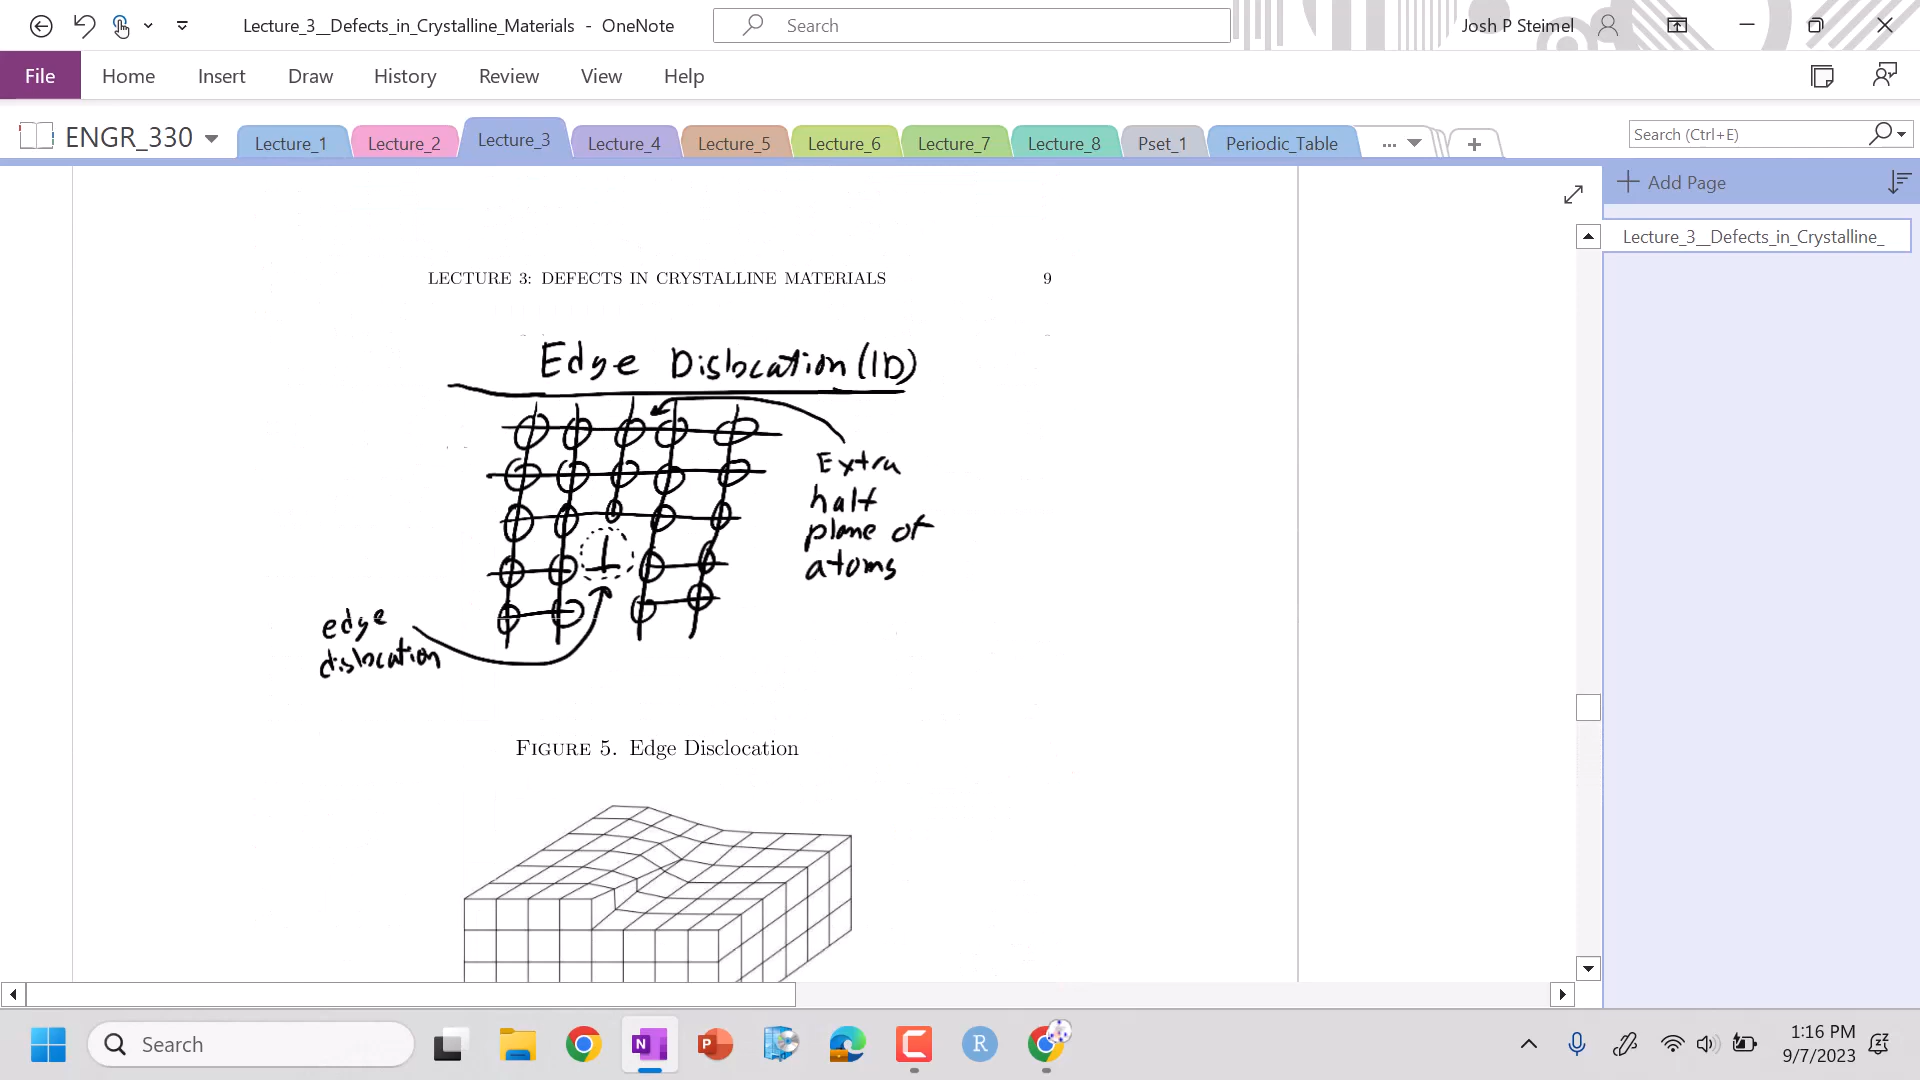 Lecture_3__Defects_in_Crystalline_Materials - OneNote
Search
Josh P Steimel
File Home Insert Draw History Review View Help
ENGR_330
Lecture_1 Lecture_2 Lecture_3 Lecture_4 Lecture_5 Lecture_6 Lecture_7 Lecture_8 Pset_1 Periodic_Table ...
Search (Ctrl+E)
Add Page
Lecture_3__Defects_in_Crystalline_
LECTURE 3: DEFECTS IN CRYSTALLINE MATERIALS 9
Edge Dislocation (1D)
Extra
half
plane of
atoms
edge
dislocation
FIGURE 5. Edge Disclocation
Search
1:16 PM
9/7/2023